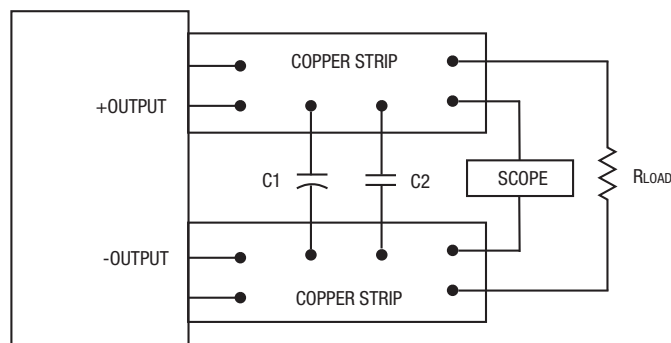 COPPER STRIP
+OUTPUT
C1
C2
SCOPE
RLOAD
-OUTPUT
COPPER STRIP